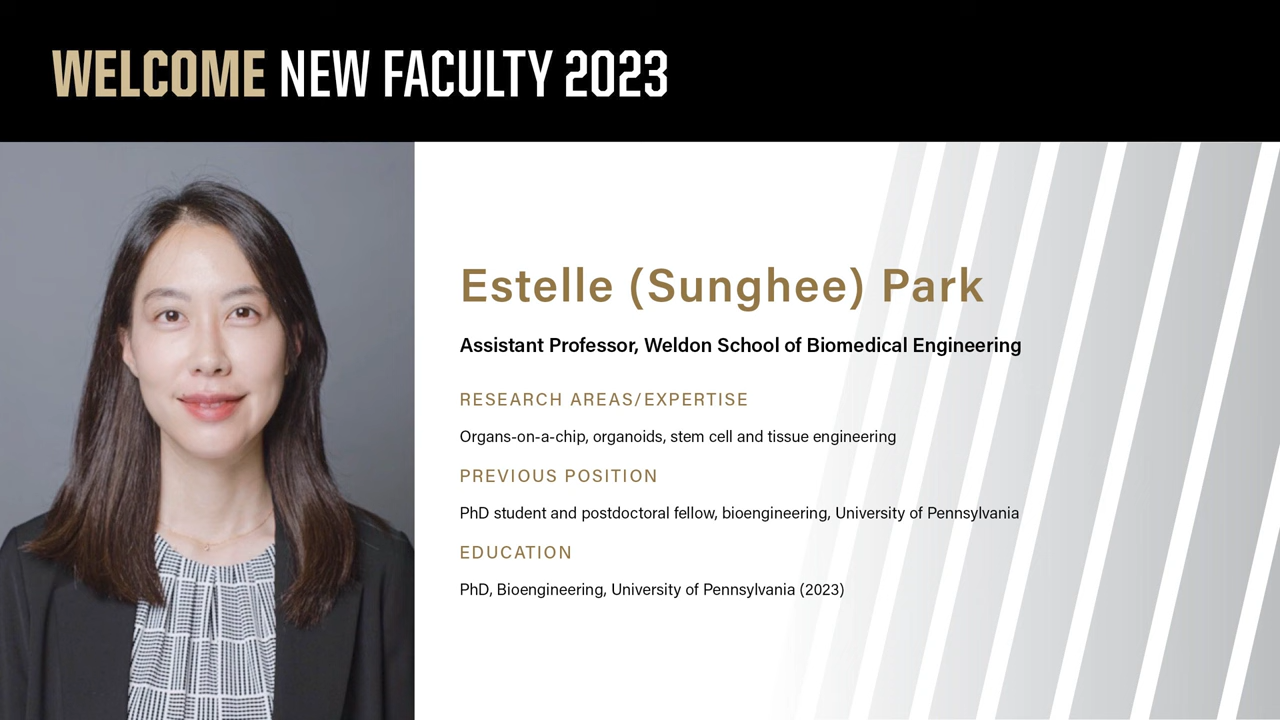 WELCOME NEW FACULTY 2023
Estelle (Sunghee) Park
Assistant Professor, Weldon School of Biomedical Engineering
RESEARCH AREAS/EXPERTISE
Organs-on-a-chip, organoids, stem cell and tissue engineering
PREVIOUS POSITION
PhD student and postdoctoral fellow, bioengineering, University of Pennsylvania
EDUCATION
PhD, Bioengineering, University of Pennsylvania (2023)